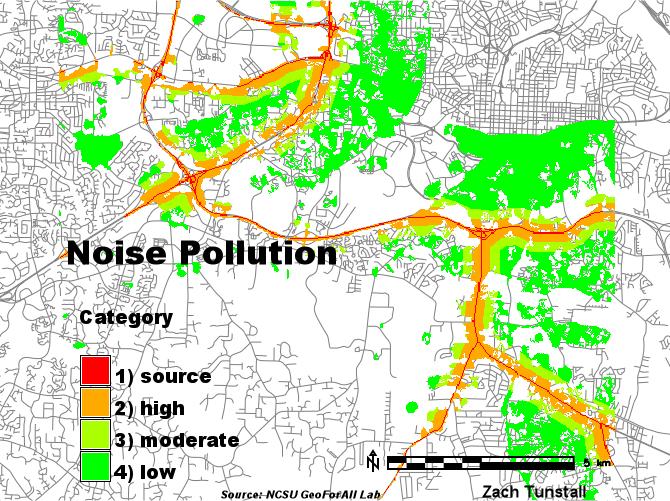 Noise Pollution
Category
1) source
2) high
3) moderate
4) low
N
5 km
Source: NCSU GeoForAll Lab
Zach Tunstall